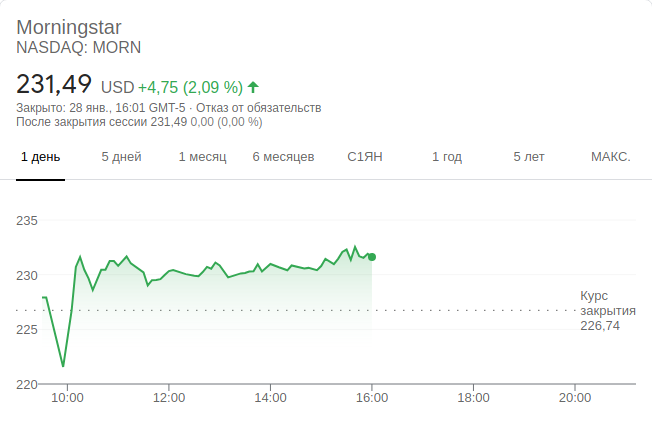 Morningstar
NASDAQ: MORN
231,49 USD +4,75 (2,09 %)
Закрыто: 28 янв., 16:01 GMT-5 · Отказ от обязательств
После закрытия сессии 231,49 0,00 (0,00 %)
1 день 5 дней 1 месяц 6 месяцев С1ЯН 1 год 5 лет МАКС.
235
230
Курс
закрытия
226,74
225
220
10:00 12:00 14:00 16:00 18:00 20:00